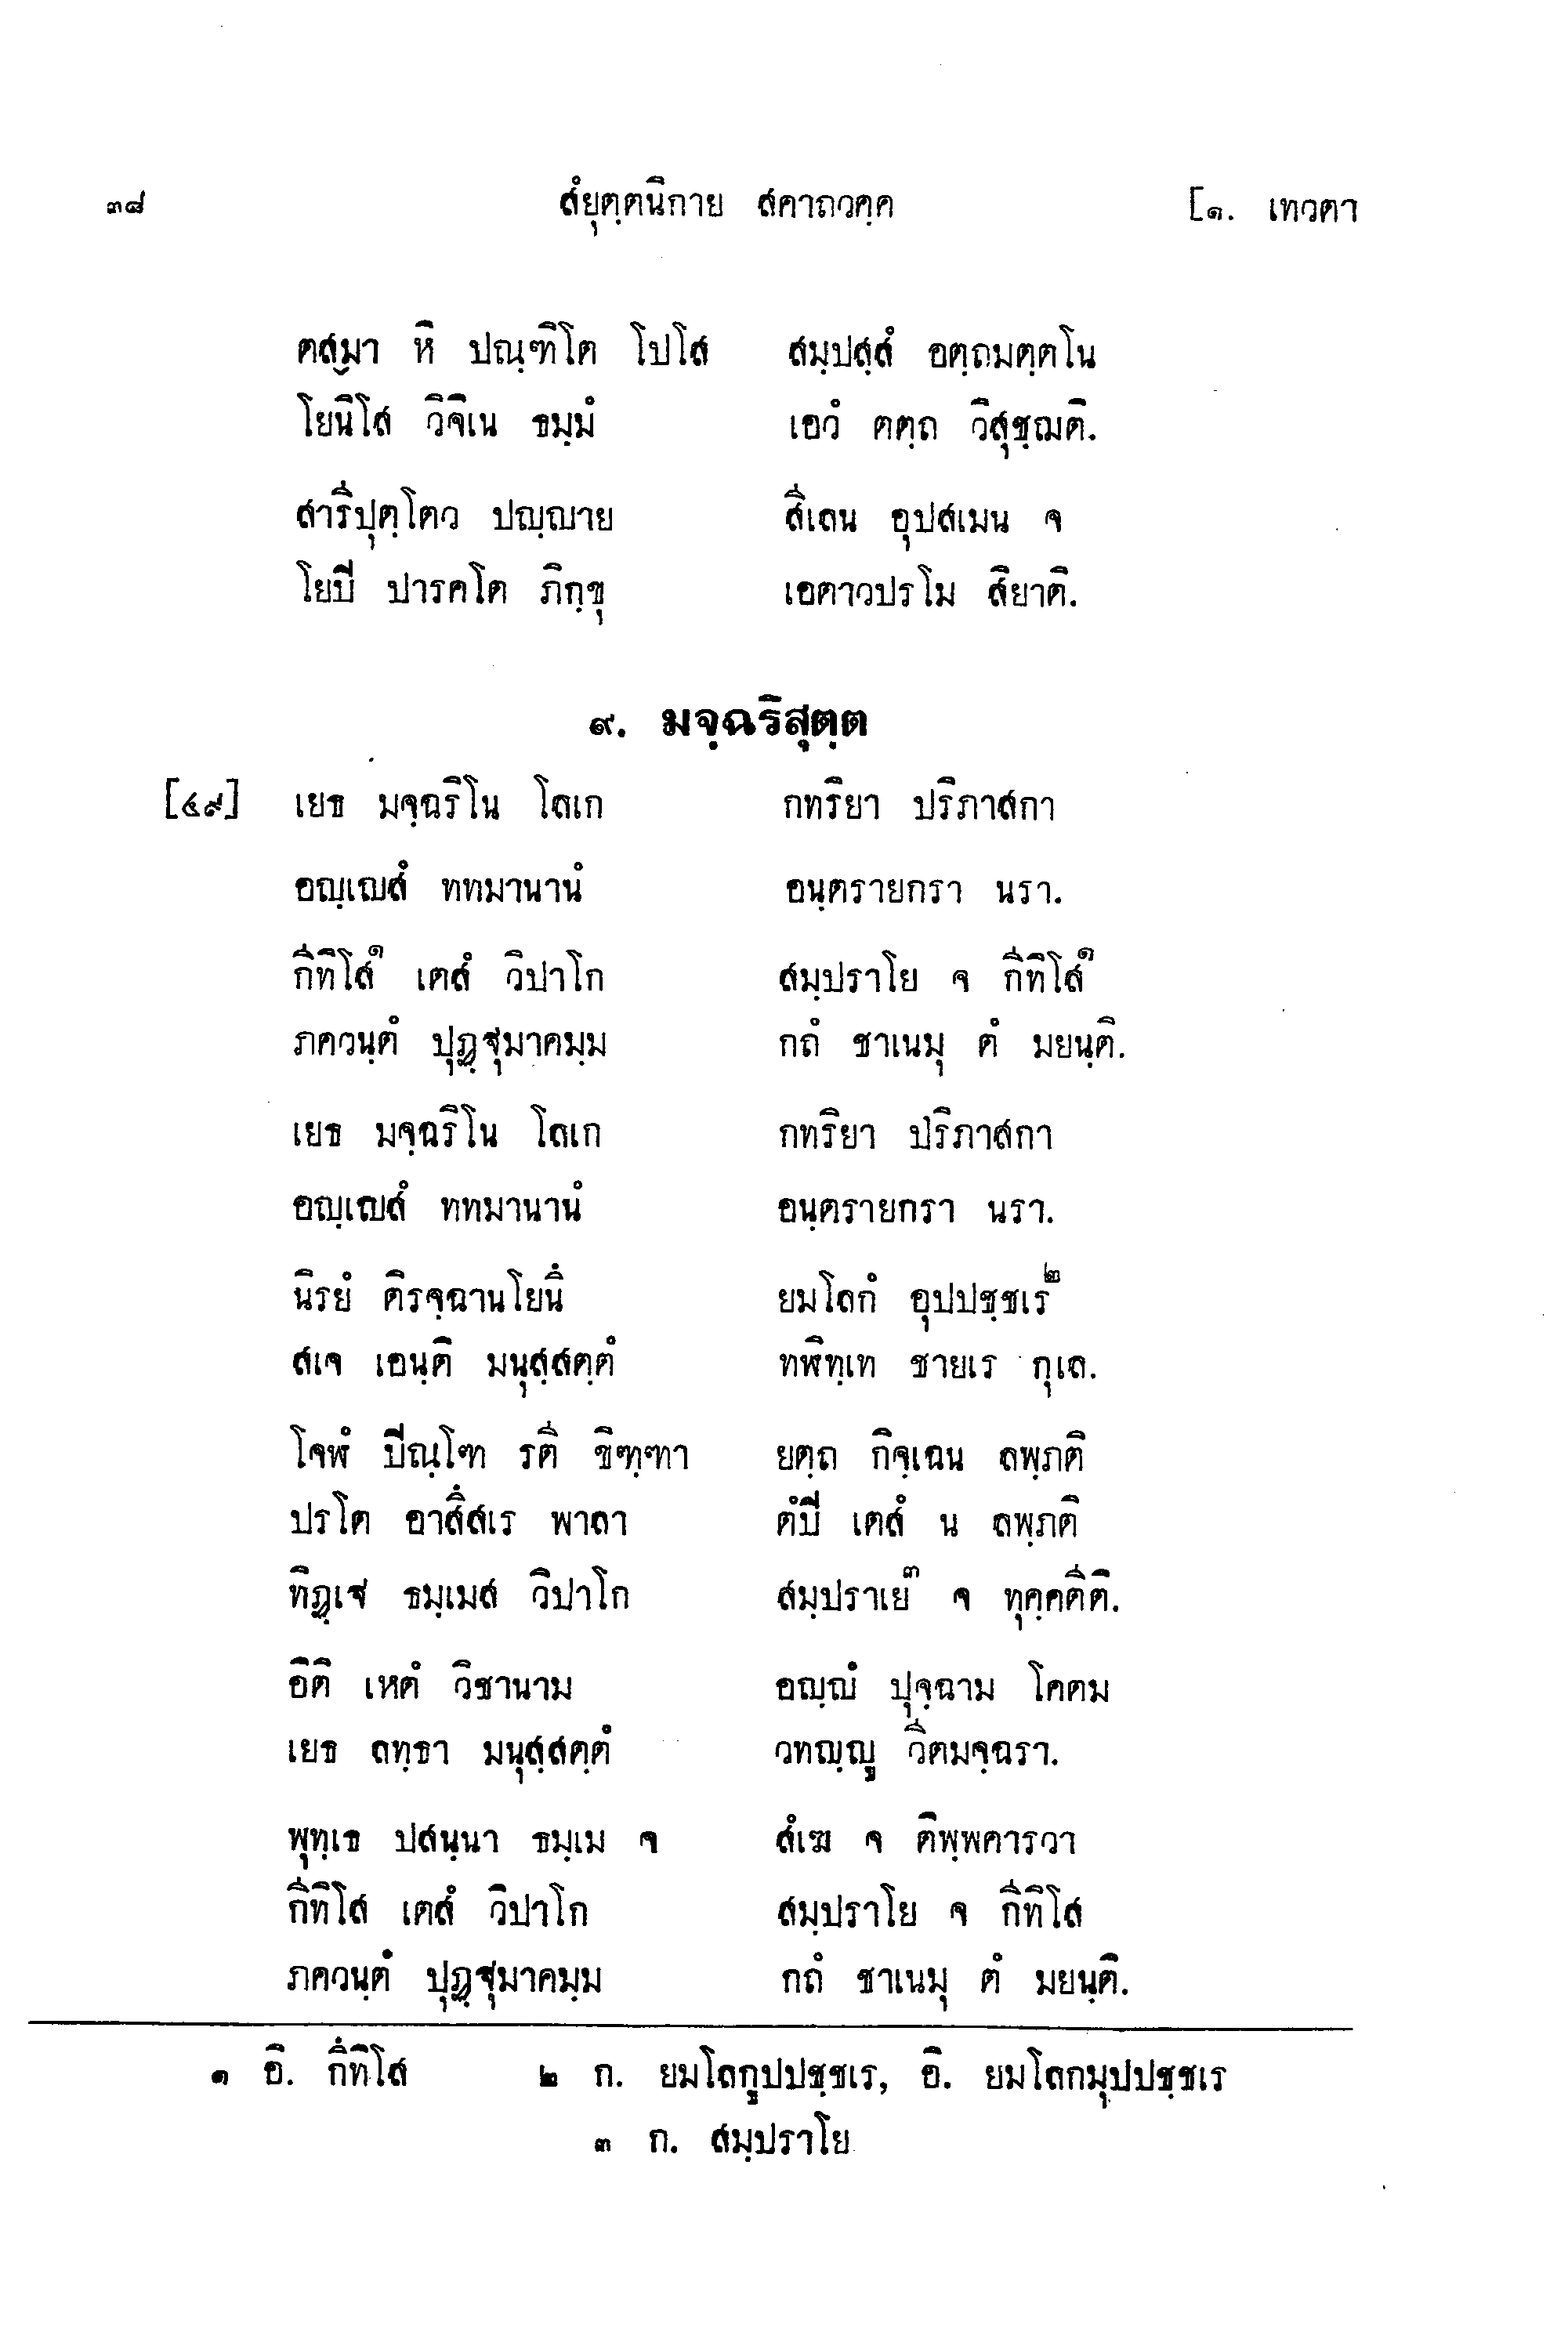 ๓๘ สํยุตฺตนิกาย สคาถวคฺค [๑. เทวตา
ตสฺมา หิ ปณฺฑิโต โปโส สมฺปสฺสํ อตฺถมตฺตโน
โยนิโส วิจิเน ธมฺมํ เอวํ ตตฺถ วิสุชฺฌติ.
สาริปุตฺโตว ปญฺญาย สีเลน อุปสเมน จ
โยปิ ปารคโต ภิกฺขุ เอตาวปรโม สิยาติ.
๙. มจฺฉริสุตฺต
[๔๙] เยธ มจฺฉริโน โลเก กทริยา ปริภาสกา
อญฺเญสํ ททมานานํ อนฺตรายกรา นรา.
กีทิโส๑ เตสํ วิปาโก สมฺปราโย จ กีทิโส๑
ภควนฺตํ ปุฏฺฐุมาคมฺม กถํ ชาเนมุ ตํ มยนฺติ.
เยธ มจฺฉริโน โลเก กทริยา ปริภาสกา
อญฺเญสํ ททมานานํ อนฺตรายกรา นรา.
นิรยํ ติรจฺฉานโยนึ ยมโลกํ อุปปชฺชเร๒
สเจ เอนฺติ มนุสฺสตฺตํ ทฬิทฺเท ชายเร กุเล.
โจฬํ ปิณฺโฑ รตี ขิฑฺฑา ยตฺถ กิจฺเฉน ลพฺภติ
ปรโต อาสึสเร พาลา ตํปิ เตสํ น ลพฺภติ
ทิฏฺเฐ ธมฺเมส วิปาโก สมฺปราเย๓ จ ทุคฺคตีติ.
อิติ เหตํ วิชานาม อญฺญํ ปุจฺฉาม โคตม
เยธ ลทฺธา มนุสฺสตฺตํ วทญฺญู วีตมจฺฉรา.
พุทฺเธ ปสนฺนา ธมฺเม จ สํเฆ จ ติพฺพคารวา
กีทิโส เตสํ วิปาโก สมฺปราโย จ กีทิโส
ภควนฺตํ ปุฏฺฐุมาคมฺม กถํ ชาเนมุ ตํ มยนฺติ.
๑ อิ. กึทิโส ๒ ก. ยมโลกูปปชฺชเร, อิ. ยมโลกมุปปชฺชเร
๓ ก. สมฺปราโย